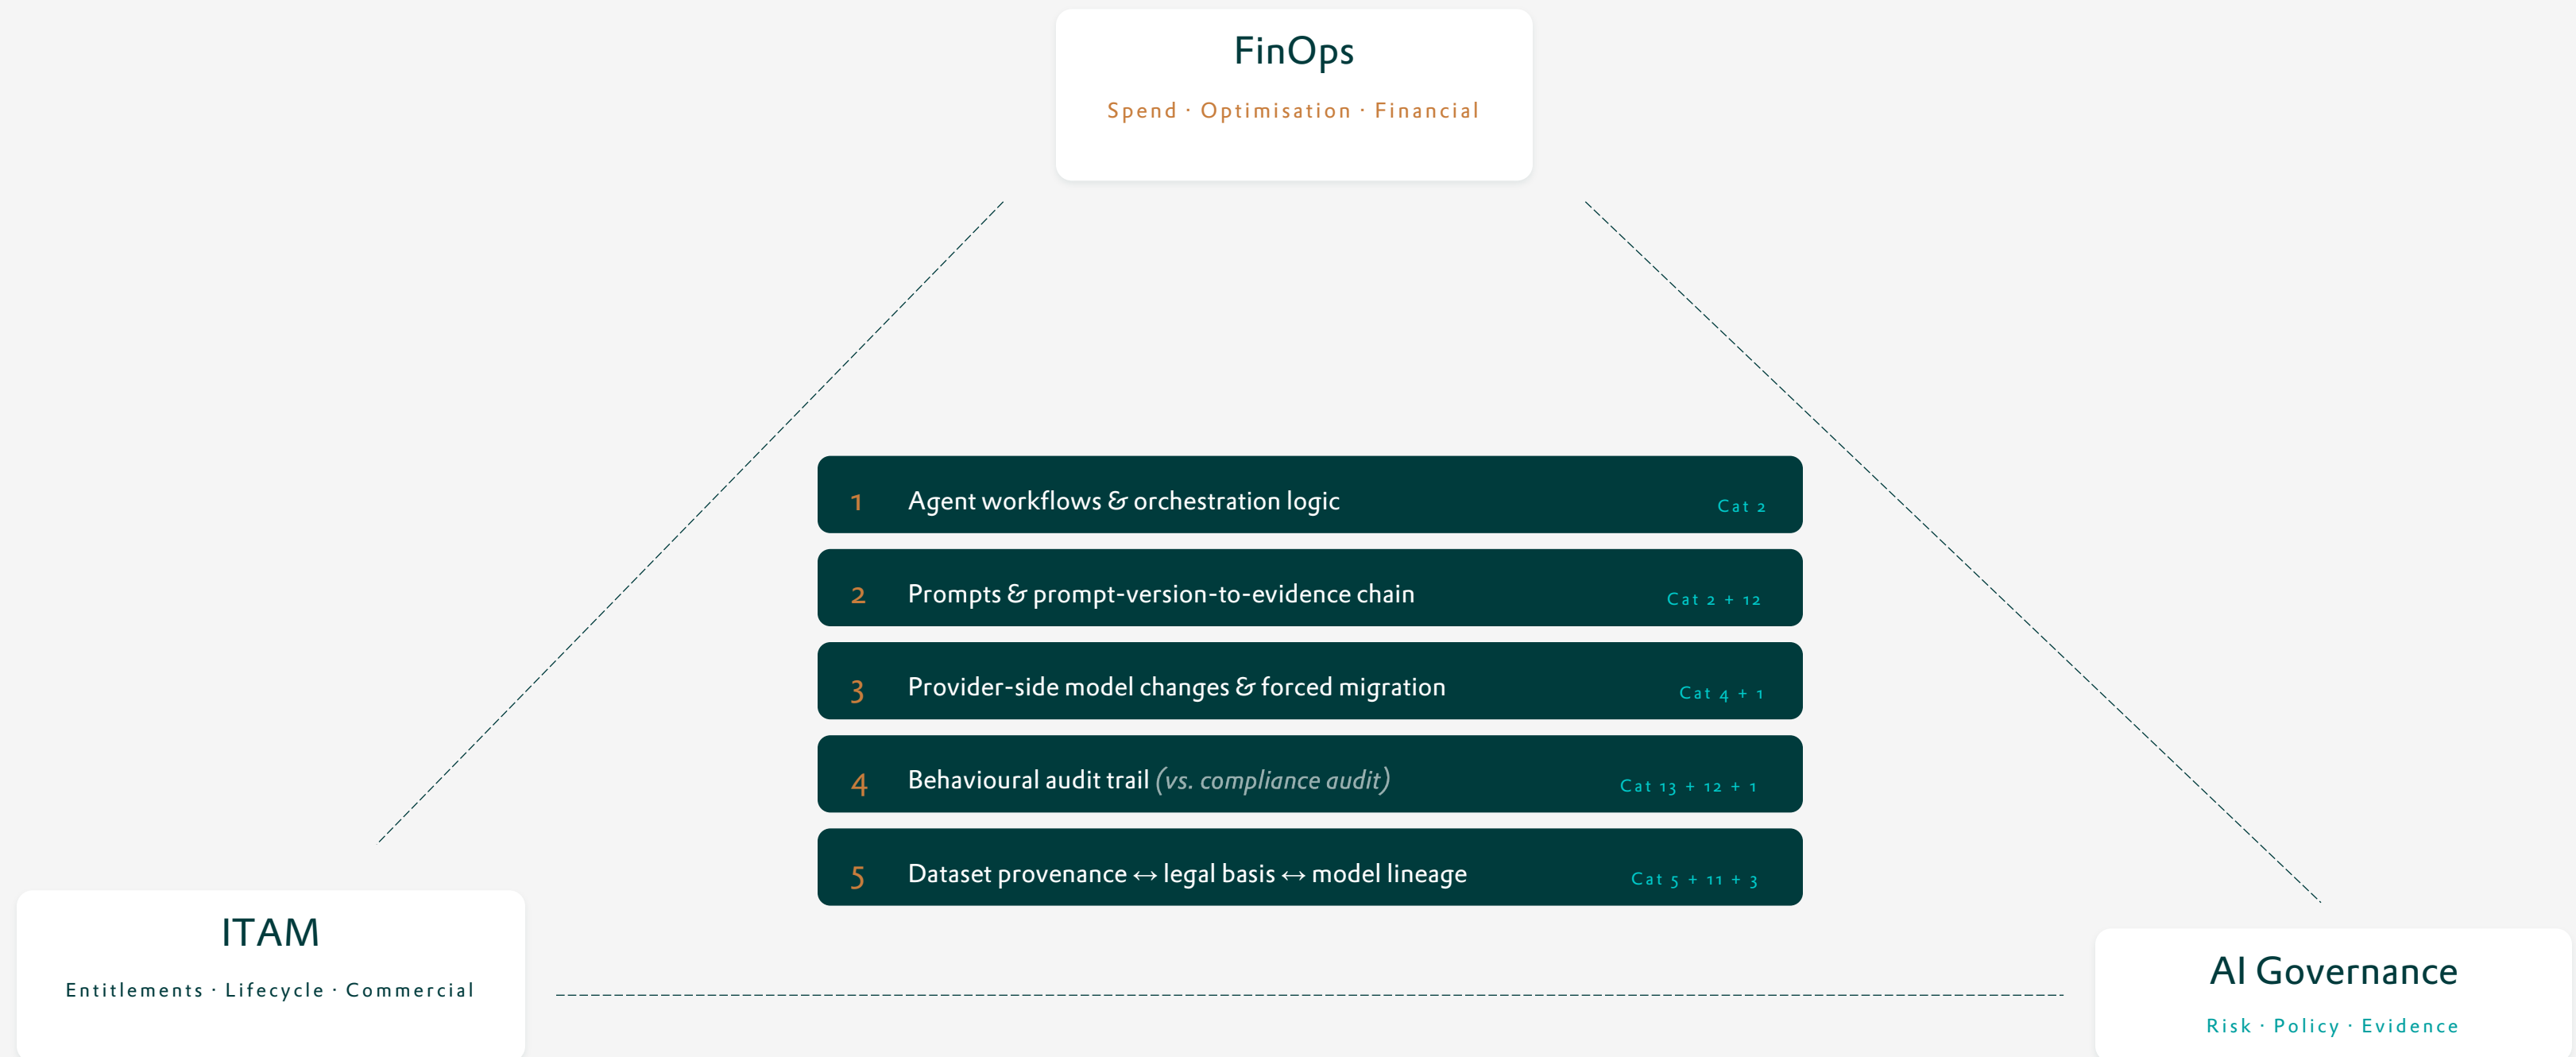 FinOps
Spend · Optimisation · Financial
1 Agent workflows & orchestration logic Cat 2
2 Prompts & prompt-version-to-evidence chain Cat 2 + 12
3 Provider-side model changes & forced migration Cat 4 + 1
4 Behavioural audit trail (vs. compliance audit) Cat 13 + 12 + 1
5 Dataset provenance ↔ legal basis ↔ model lineage Cat 5 + 11 + 3
ITAM
Entitlements · Lifecycle · Commercial
AI Governance
Risk · Policy · Evidence